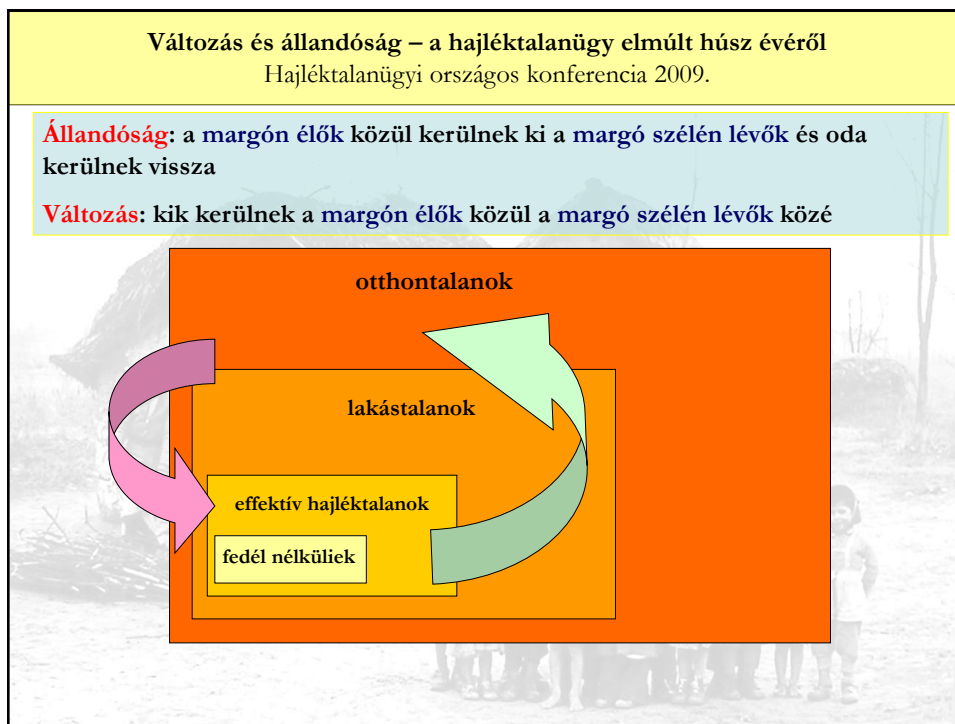 Változás és állandóság – a hajléktalanügy elmúlt húsz évéről
Hajléktalanügyi országos konferencia 2009.
Állandóság: a margón élők közül kerülnek ki a margó szélén lévők és oda
kerülnek vissza
Változás: kik kerülnek a margón élők közül a margó szélén lévők közé
otthontalanok
lakástalanok
effektív hajléktalanok
fedél nélküliek